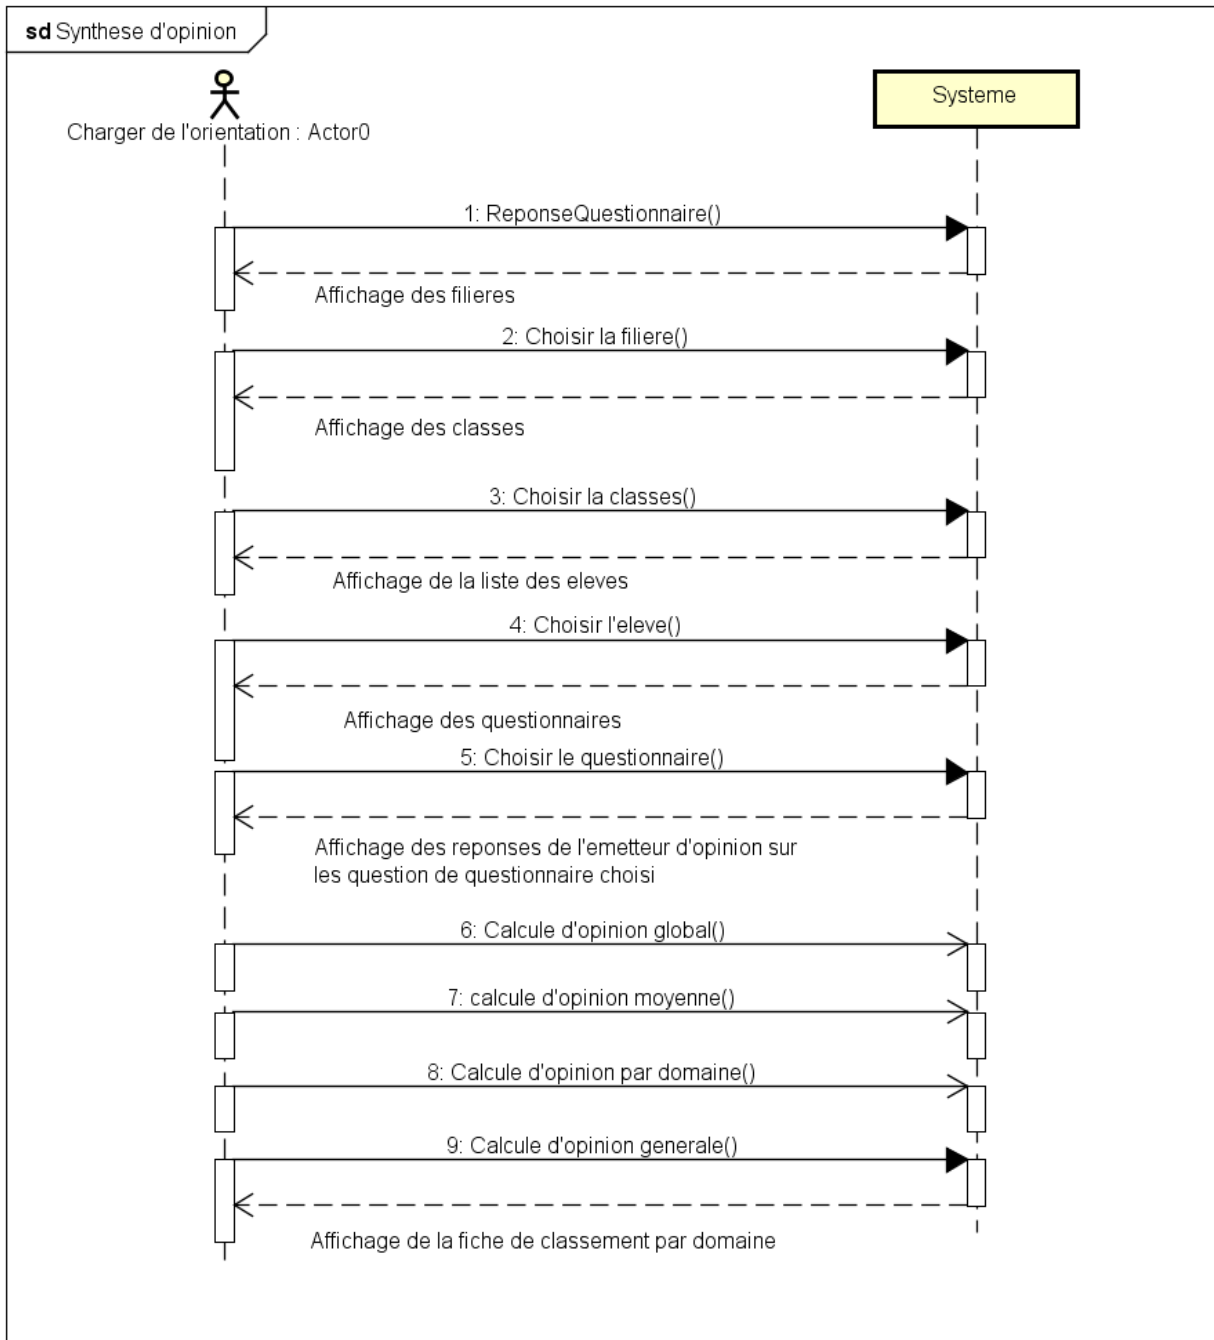 sd Synthese d'opinion
Charger de l'orientation : Actor0
Systeme
1: ReponseQuestionnaire()
Affichage des filieres
2: Choisir la filiere()
Affichage des classes
3: Choisir la classes()
Affichage de la liste des eleves
4: Choisir l'eleve()
Affichage des questionnaires
5: Choisir le questionnaire()
Affichage des reponses de l'emetteur d'opinion sur
les question de questionnaire choisi
6: Calcule d'opinion global()
7: calcule d'opinion moyenne()
8: Calcule d'opinion par domaine()
9: Calcule d'opinion generale()
Affichage de la fiche de classement par domaine